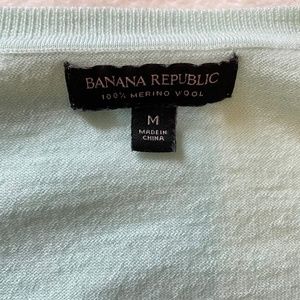 BANANA REPUBLIC
100% MERINO WOOL
M
MADE IN
CHINA